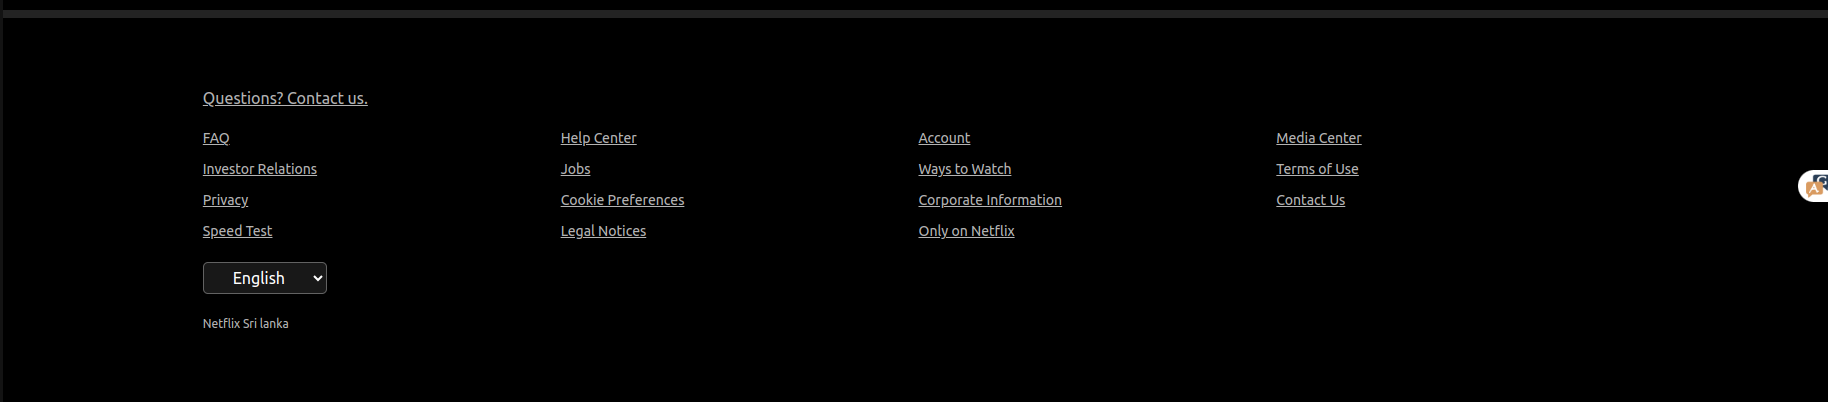 Questions? Contact us.
FAQ Help Center Account Media Center
Investor Relations Jobs Ways to Watch Terms of Use
Privacy Cookie Preferences Corporate Information Contact Us
Speed Test Legal Notices Only on Netflix
English
Netflix Sri lanka
A G